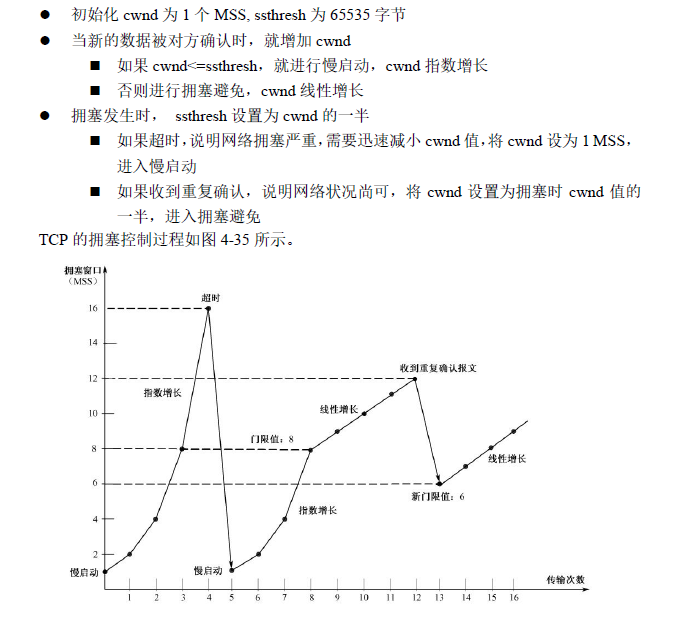 ● 初始化 cwnd 为 1 个 MSS, ssthresh 为 65535 字节
● 当新的数据被对方确认时，就增加 cwnd
■ 如果 cwnd<=ssthresh，就进行慢启动，cwnd 指数增长
■ 否则进行拥塞避免，cwnd 线性增长
● 拥塞发生时， ssthresh 设置为 cwnd 的一半
■ 如果超时，说明网络拥塞严重，需要迅速减小 cwnd 值，将 cwnd 设为 1 MSS，
进入慢启动
■ 如果收到重复确认，说明网络状况尚可，将 cwnd 设置为拥塞时 cwnd 值的
一半，进入拥塞避免
TCP 的拥塞控制过程如图 4-35 所示。
拥塞窗口
（MSS）
超时
16
14
收到重复确认报文
12
指数增长
线性增长
10
门限值：8
8
线性增长
6
新门限值：6
指数增长
4
2
慢启动
慢启动
传输次数
1 2 3 4 5 6 7 8 9 10 11 12 13 14 15 16